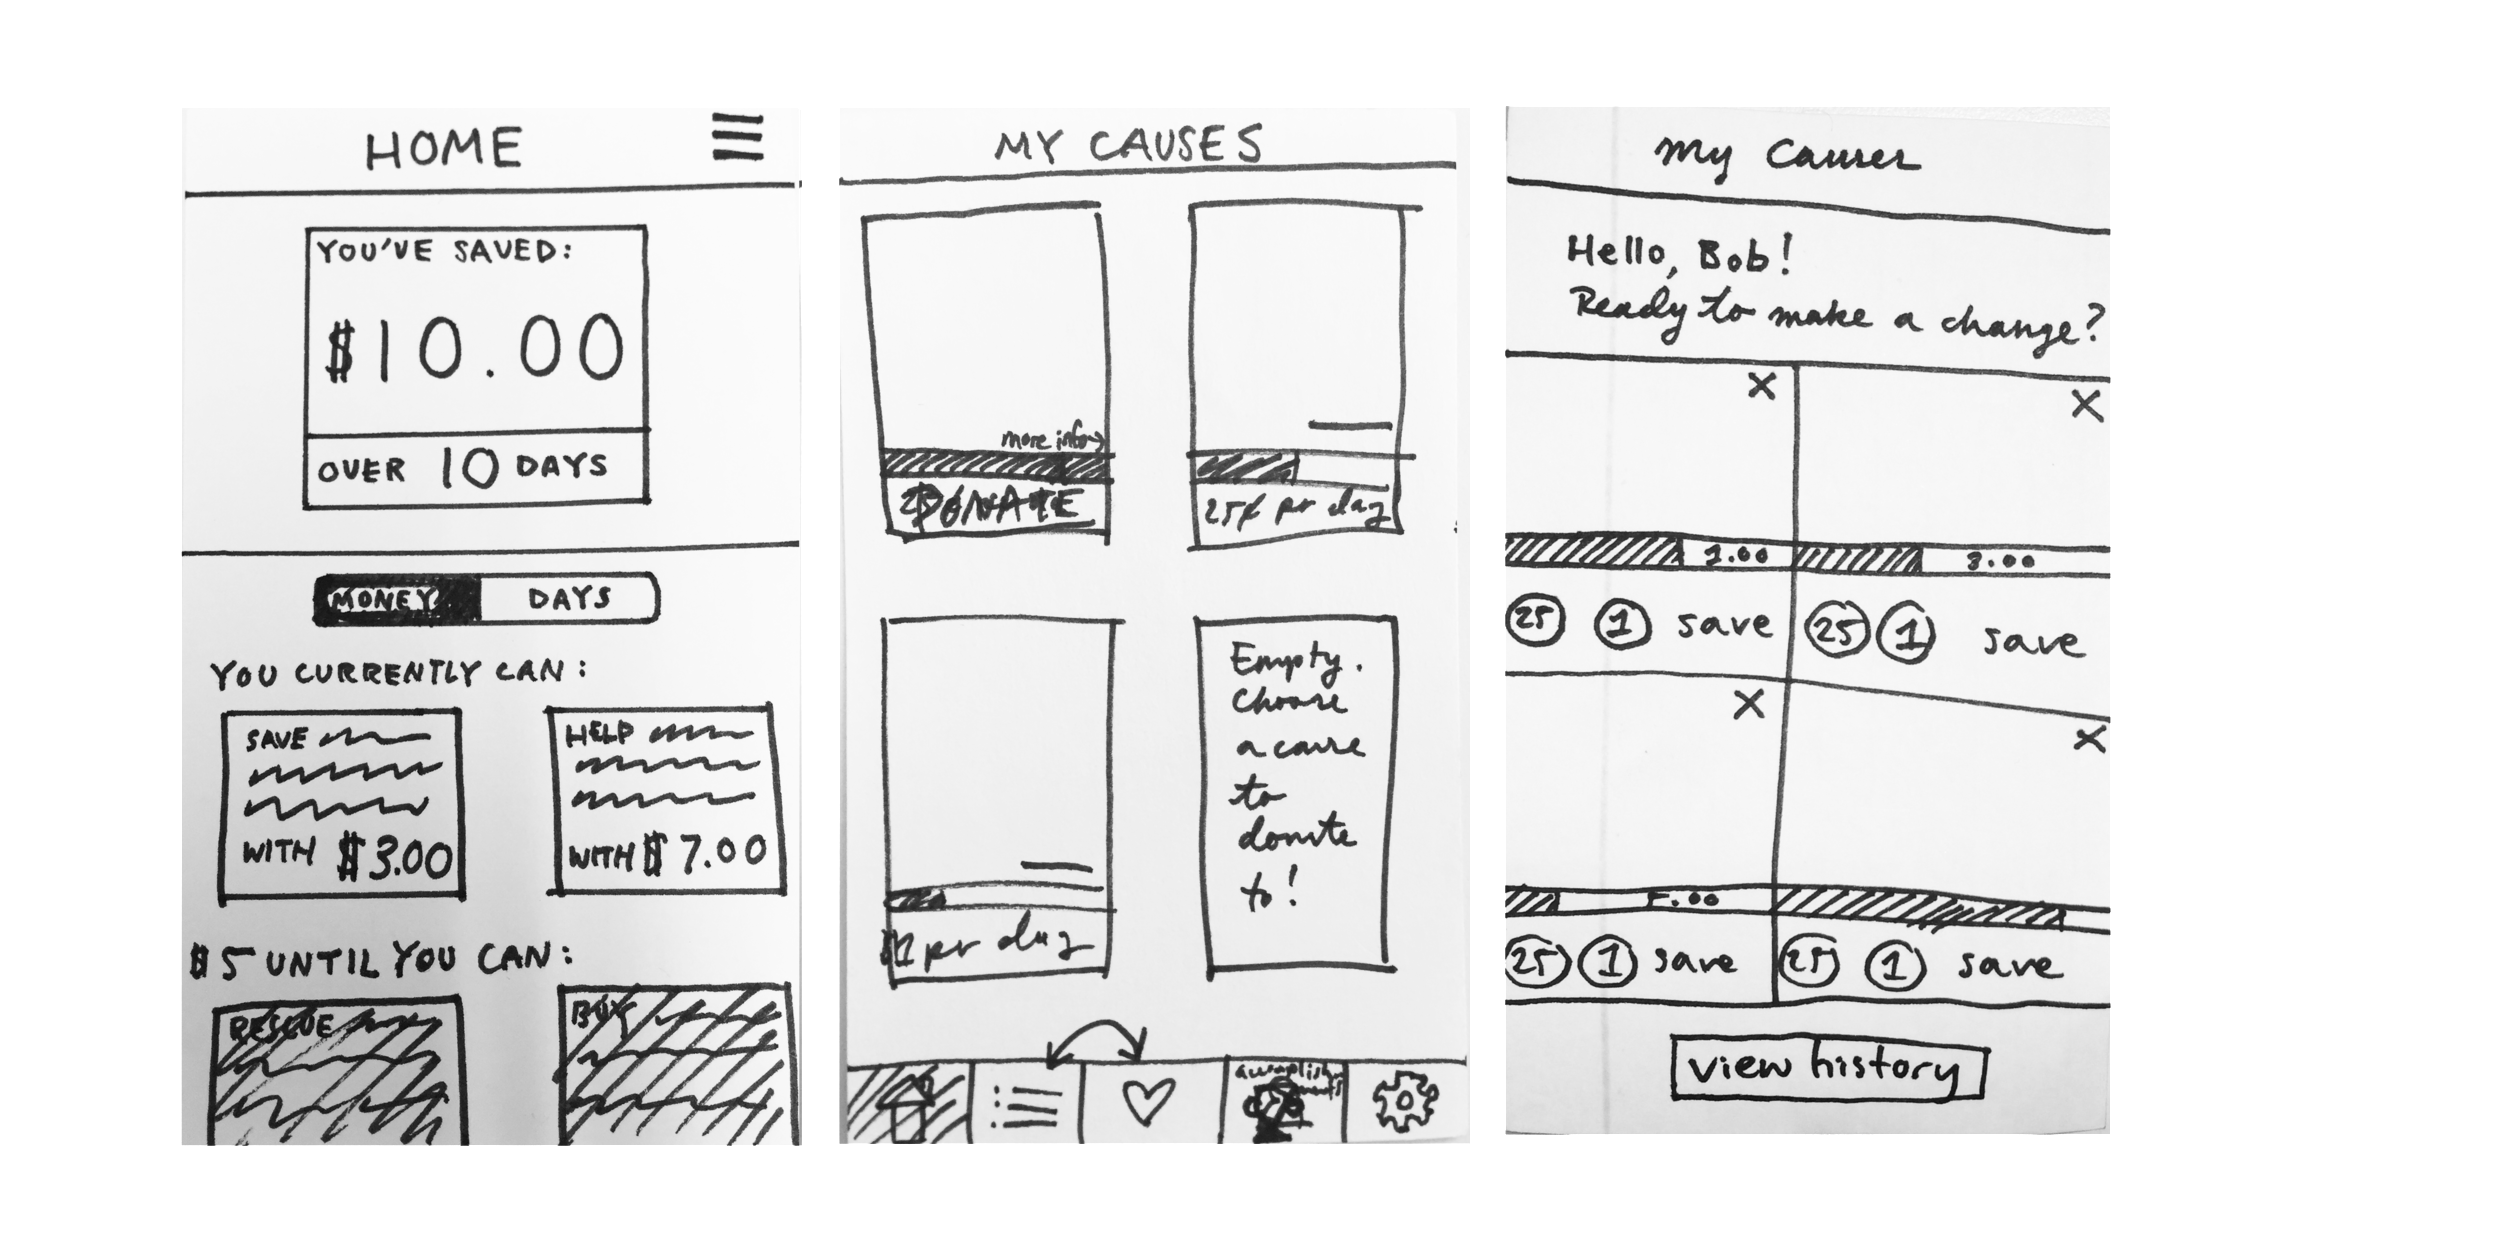 HOME
YOU'VE SAVED:
$10.00
OVER 10 DAYS
MONEY DAYS
YOU CURRENTLY CAN:
SAVE
WITH $3.00
HELP
WITH $7.00
$5 UNTIL YOU CAN:
RESCUE
BUY
MY CAUSES
more info
DONATE
25¢ per day
per day
Empty.
Choose
a cause
to
donate
to!
accomplishments
My Causes
Hello, Bob!
Ready to make a change?
X X
1.00 3.00
25 1 save 25 1 save
X X
.00
25 1 save 25 1 save
view history